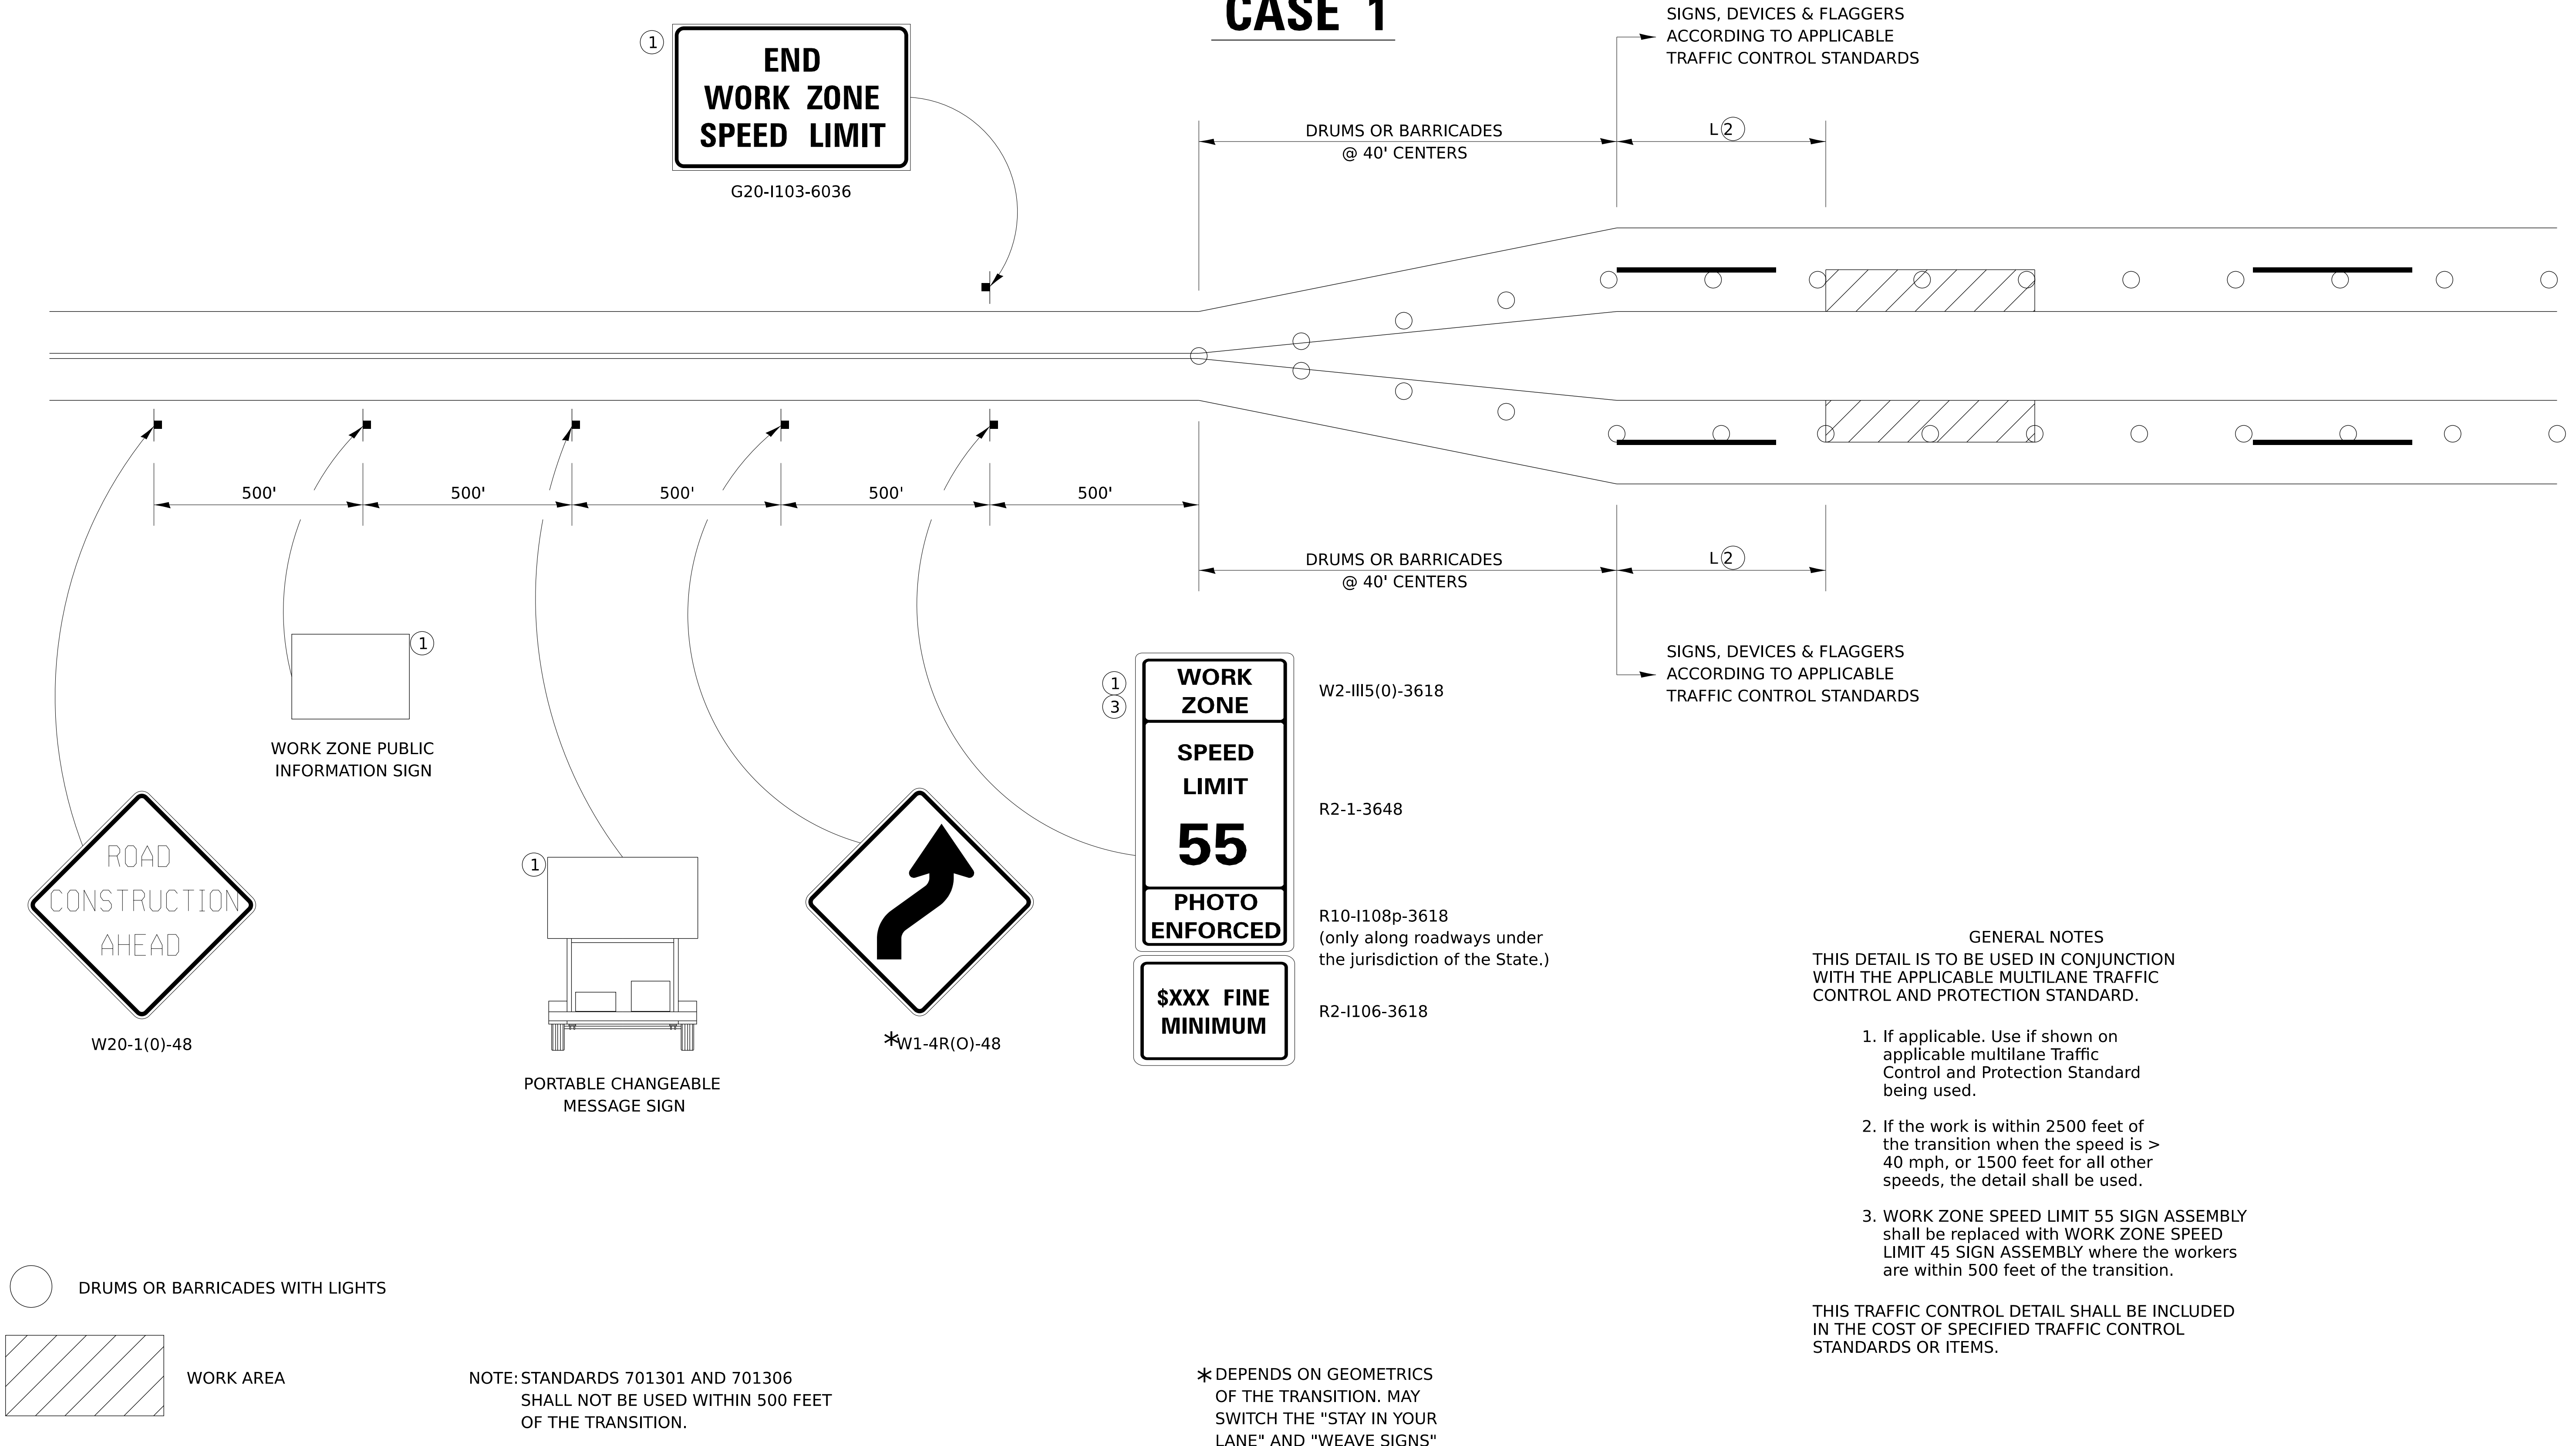 CASE 1
1
END
WORK ZONE
SPEED LIMIT
G20-I103-6036
SIGNS, DEVICES & FLAGGERS
ACCORDING TO APPLICABLE
TRAFFIC CONTROL STANDARDS
DRUMS OR BARRICADES
@ 40' CENTERS
L 2
500'
500'
500'
500'
500'
DRUMS OR BARRICADES
@ 40' CENTERS
L 2
SIGNS, DEVICES & FLAGGERS
ACCORDING TO APPLICABLE
TRAFFIC CONTROL STANDARDS
1
WORK ZONE PUBLIC
INFORMATION SIGN
ROAD
CONSTRUCTION
AHEAD
W20-1(0)-48
1
PORTABLE CHANGEABLE
MESSAGE SIGN
*W1-4R(O)-48
1
3
WORK
ZONE
SPEED
LIMIT
55
PHOTO
ENFORCED
$XXX FINE
MINIMUM
W2-Ill5(0)-3618
R2-1-3648
R10-I108p-3618
(only along roadways under
the jurisdiction of the State.)
R2-I106-3618
GENERAL NOTES
THIS DETAIL IS TO BE USED IN CONJUNCTION
WITH THE APPLICABLE MULTILANE TRAFFIC
CONTROL AND PROTECTION STANDARD.
1. If applicable. Use if shown on
applicable multilane Traffic
Control and Protection Standard
being used.
2. If the work is within 2500 feet of
the transition when the speed is >
40 mph, or 1500 feet for all other
speeds, the detail shall be used.
3. WORK ZONE SPEED LIMIT 55 SIGN ASSEMBLY
shall be replaced with WORK ZONE SPEED
LIMIT 45 SIGN ASSEMBLY where the workers
are within 500 feet of the transition.
THIS TRAFFIC CONTROL DETAIL SHALL BE INCLUDED
IN THE COST OF SPECIFIED TRAFFIC CONTROL
STANDARDS OR ITEMS.
DRUMS OR BARRICADES WITH LIGHTS
WORK AREA
NOTE: STANDARDS 701301 AND 701306
SHALL NOT BE USED WITHIN 500 FEET
OF THE TRANSITION.
* DEPENDS ON GEOMETRICS
OF THE TRANSITION. MAY
SWITCH THE "STAY IN YOUR
LANE" AND "WEAVE SIGNS"